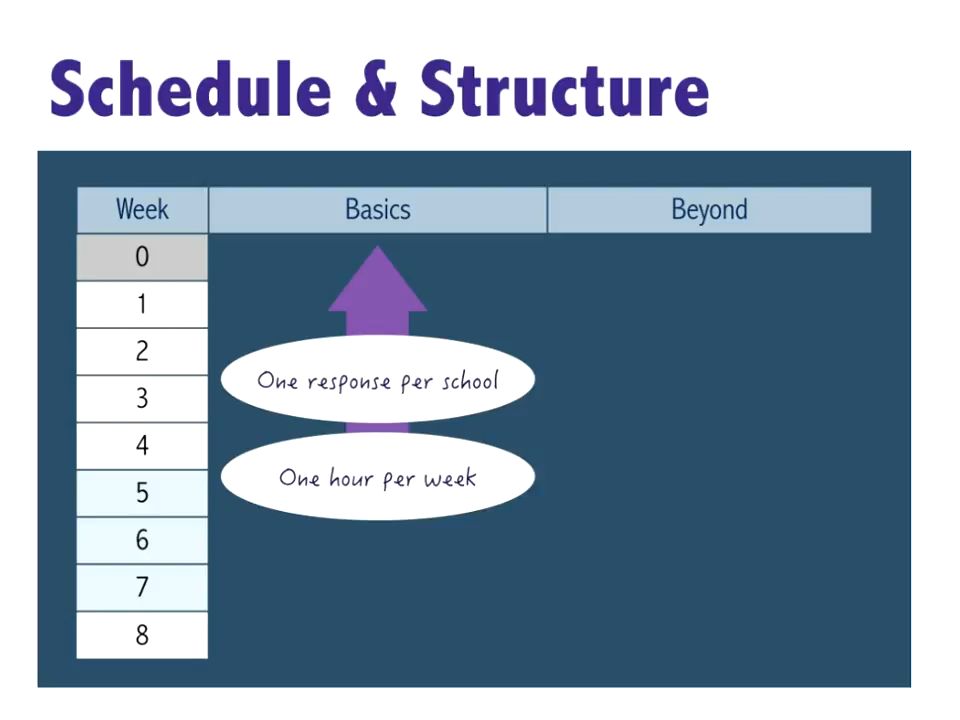 Schedule & Structure
Week Basics Beyond
0
1
2
One response per school
3
4
One hour per week
5
6
7
8